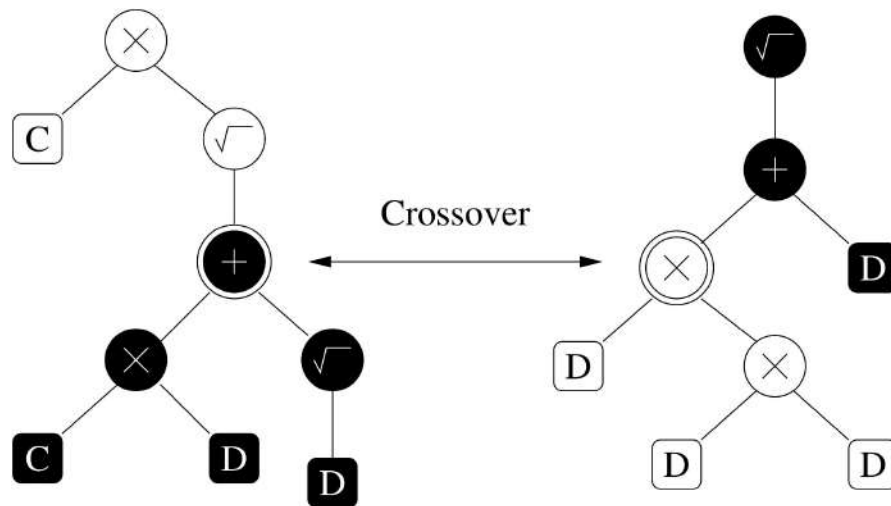 × √
C √ +
Crossover
+ × D
× √ D ×
C D D D D